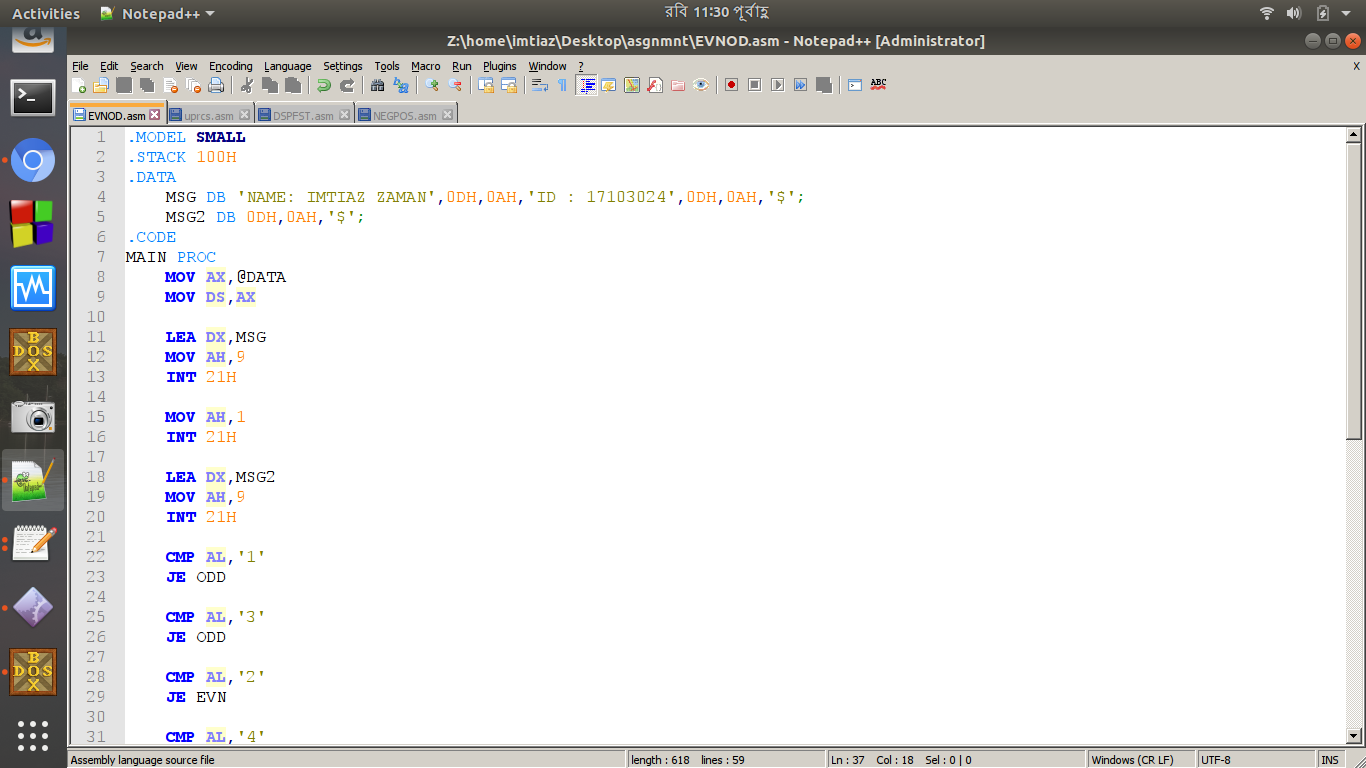 Activities Notepad++ রবি 11:30 পূর্বাহ্ণ
Z:\home\imtiaz\Desktop\asgnmnt\EVNOD.asm - Notepad++ [Administrator]
File Edit Search View Encoding Language Settings Tools Macro Run Plugins Window ? X
EVNOD.asm uprcs.asm DSPFST.asm NEGPOS.asm
1 .MODEL SMALL
2 .STACK 100H
3 .DATA
4 MSG DB 'NAME: IMTIAZ ZAMAN',0DH,0AH,'ID : 17103024',0DH,0AH,'$';
5 MSG2 DB 0DH,0AH,'$';
6 .CODE
7 MAIN PROC
8 MOV AX,@DATA
9 MOV DS,AX
10
11 LEA DX,MSG
12 MOV AH,9
13 INT 21H
14
15 MOV AH,1
16 INT 21H
17
18 LEA DX,MSG2
19 MOV AH,9
20 INT 21H
21
22 CMP AL,'1'
23 JE ODD
24
25 CMP AL,'3'
26 JE ODD
27
28 CMP AL,'2'
29 JE EVN
30
31 CMP AL,'4'
Assembly language source file length : 618 lines : 59 Ln : 37 Col : 18 Sel : 0 | 0 Windows (CR LF) UTF-8 INS